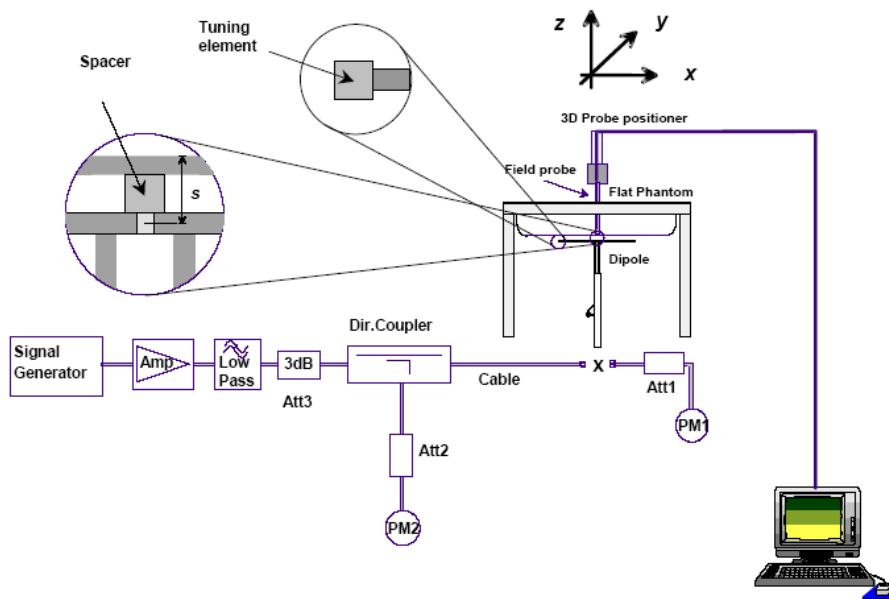 Tuning
element
z
y
x
Spacer
3D Probe positioner
Field probe
Flat Phantom
s
Dipole
Dir.Coupler
Signal
Generator
Amp
Low
Pass
3dB
Att3
Cable
X
Att1
PM1
Att2
PM2